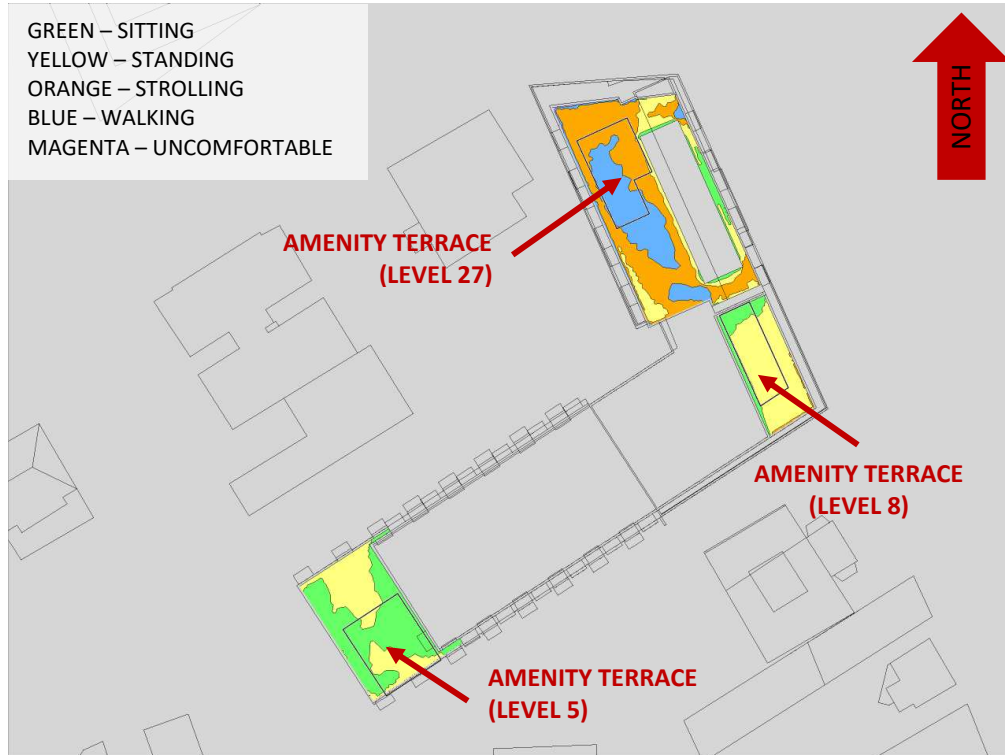 GREEN – SITTING
YELLOW – STANDING
ORANGE – STROLLING
BLUE – WALKING
MAGENTA – UNCOMFORTABLE
NORTH
AMENITY TERRACE
(LEVEL 27)
AMENITY TERRACE
(LEVEL 8)
AMENITY TERRACE
(LEVEL 5)